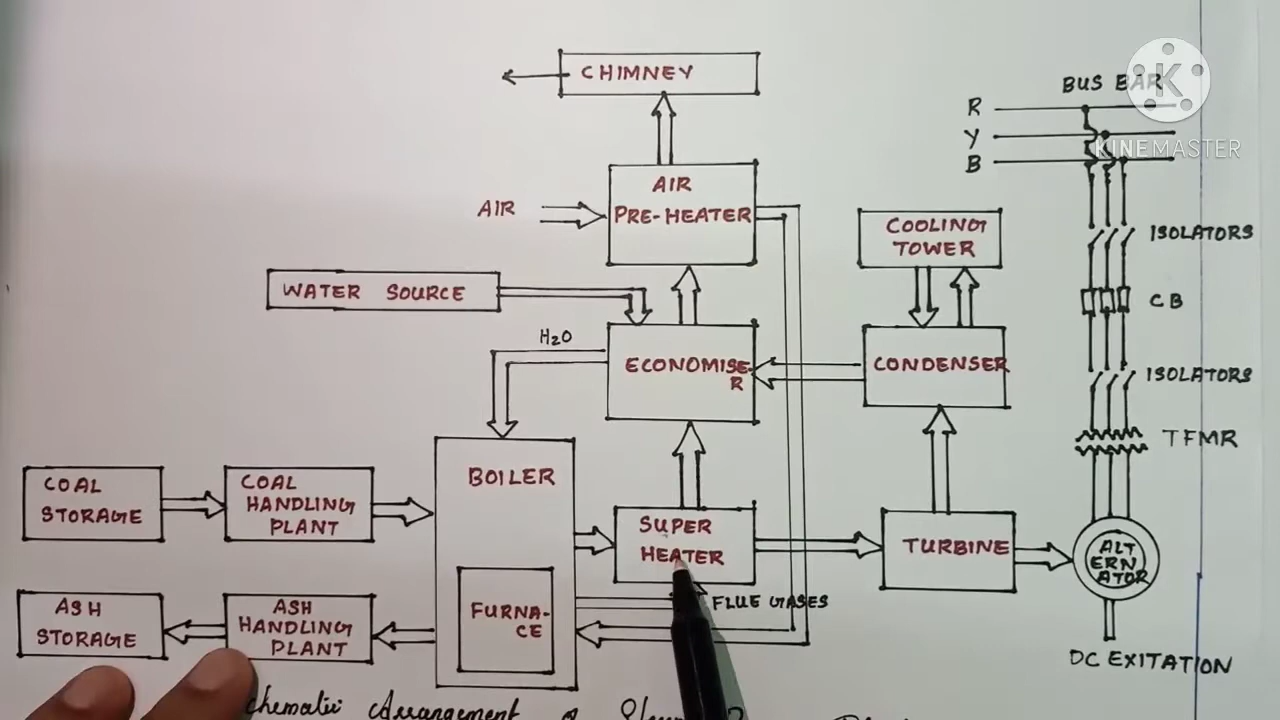 CHIMNEY
BUS BAR
K
KINEMASTER
R
Y
B
AIR
PRE-HEATER
AIR
COOLING
TOWER
ISOLATORS
WATER SOURCE
CB
H2O
ECONOMISE-
R
CONDENSER
ISOLATORS
TFMR
BOILER
COAL
STORAGE
COAL
HANDLING
PLANT
SUPER
HEATER
TURBINE
ALT
ERN
ATOR
FLUE GASES
FURNA-
CE
ASH
STORAGE
ASH
HANDLING
PLANT
DC EXITATION
chematic Arrangement